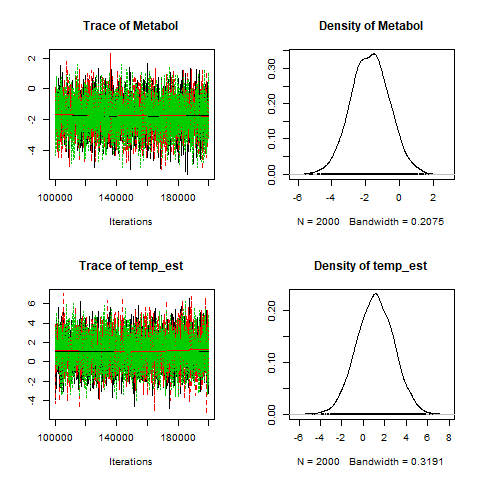 Trace of Metabol
2
0
-2
-4
100000 140000 180000
Iterations
Density of Metabol
0.30
0.20
0.10
0.00
-6 -4 -2 0 2
N = 2000 Bandwidth = 0.2075
Trace of temp_est
6
4
2
0
-2
-4
100000 140000 180000
Iterations
Density of temp_est
0.20
0.10
0.00
-6 -4 -2 0 2 4 6 8
N = 2000 Bandwidth = 0.3191